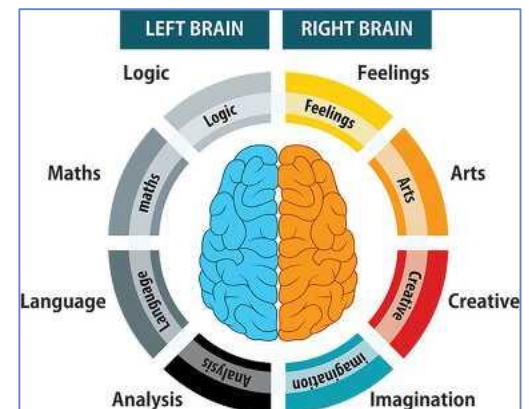 LEFT BRAIN
RIGHT BRAIN
Logic
Feelings
Logic
Feelings
Maths
maths
Arts
Arts
Language
Language
Creative
Creative
Analysis
imagination
Analysis
Imagination